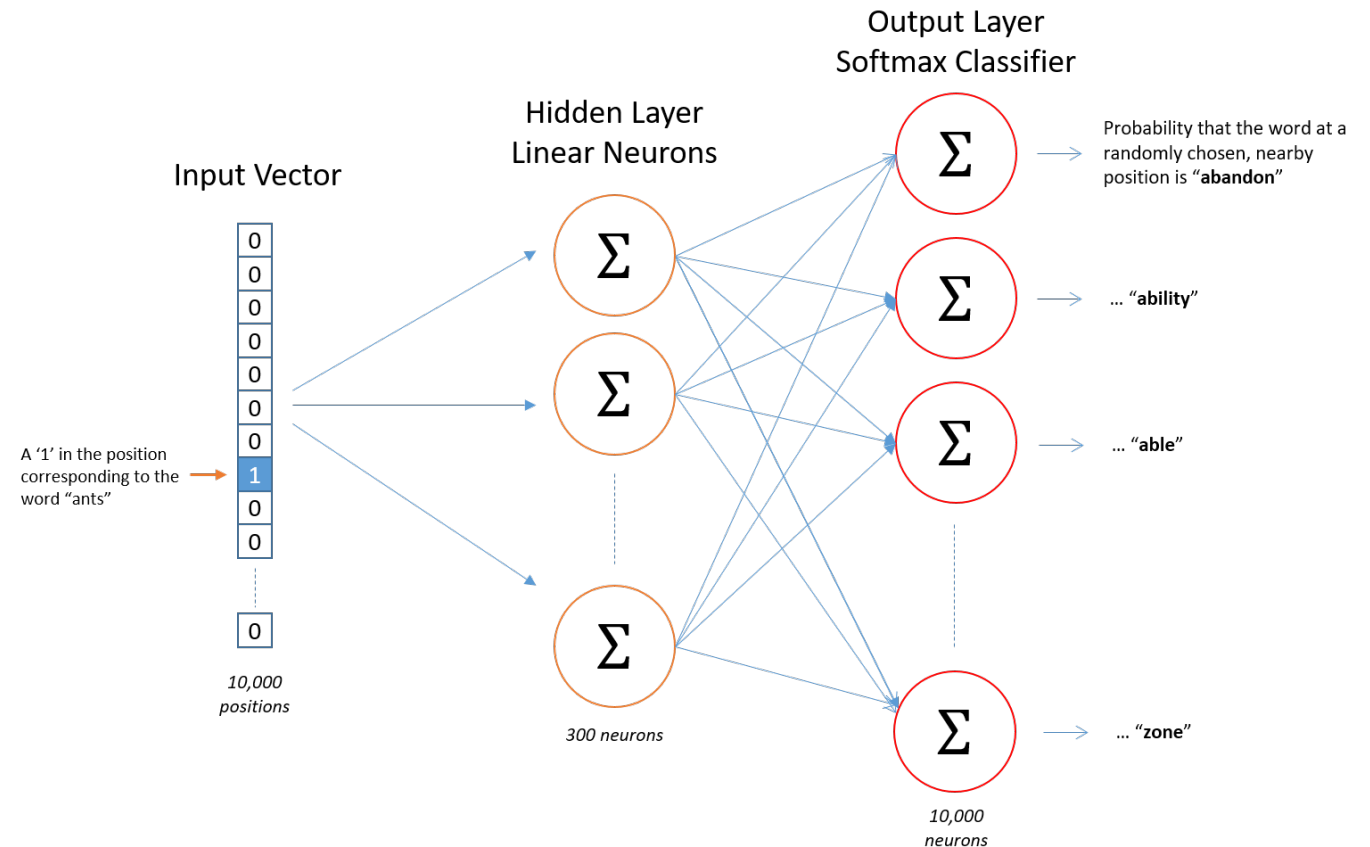 Input Vector
0
0
0
0
0
0
0
1
0
0
0
A ‘1’ in the position
corresponding to the
word “ants”
10,000
positions
Hidden Layer
Linear Neurons
Σ
Σ
Σ
300 neurons
Output Layer
Softmax Classifier
Σ
Σ
Σ
Σ
10,000
neurons
Probability that the word at a
randomly chosen, nearby
position is “abandon”
... “ability”
... “able”
... “zone”